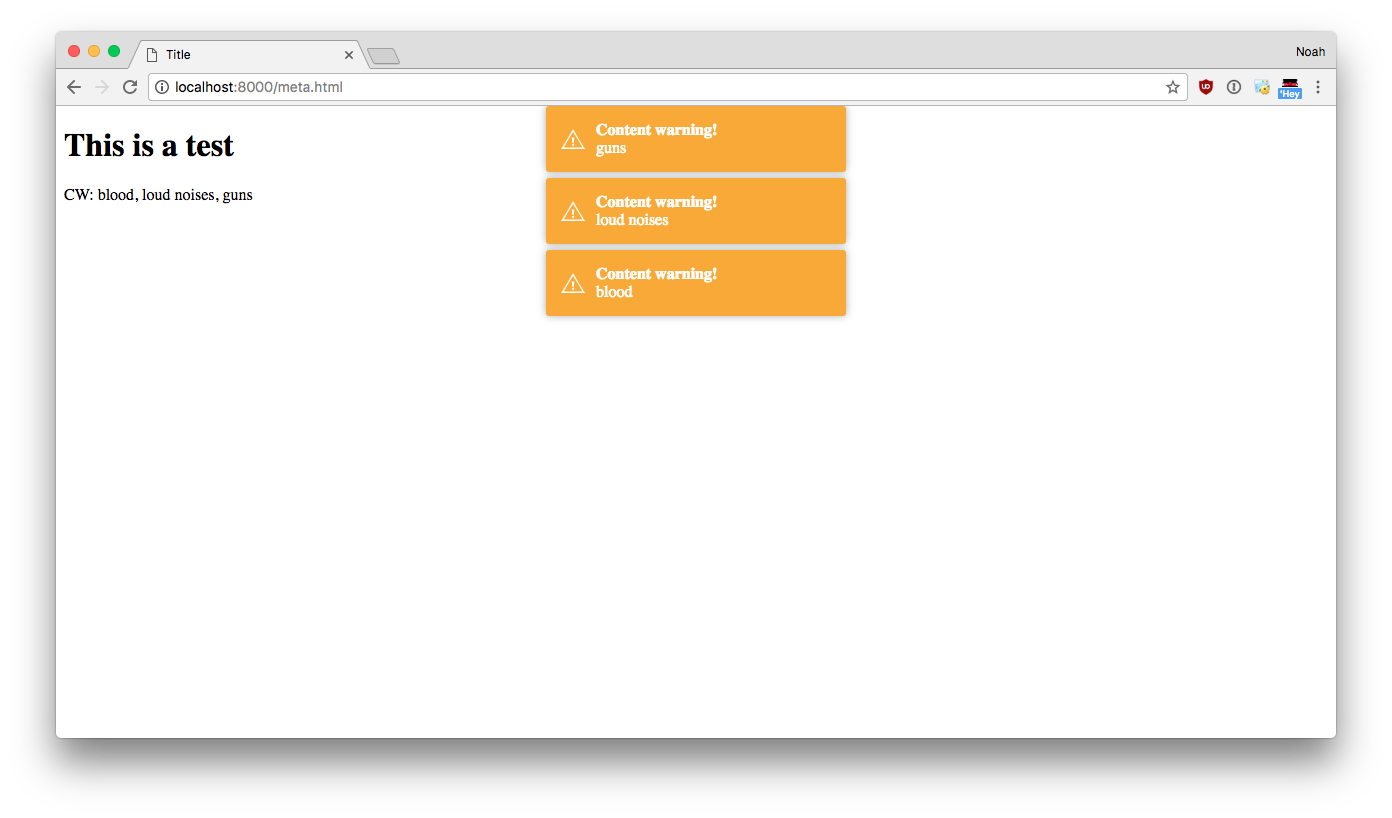 Title
Noah
localhost:8000/meta.html
UD
'Hey
This is a test
CW: blood, loud noises, guns
Content warning!
guns
Content warning!
loud noises
Content warning!
blood